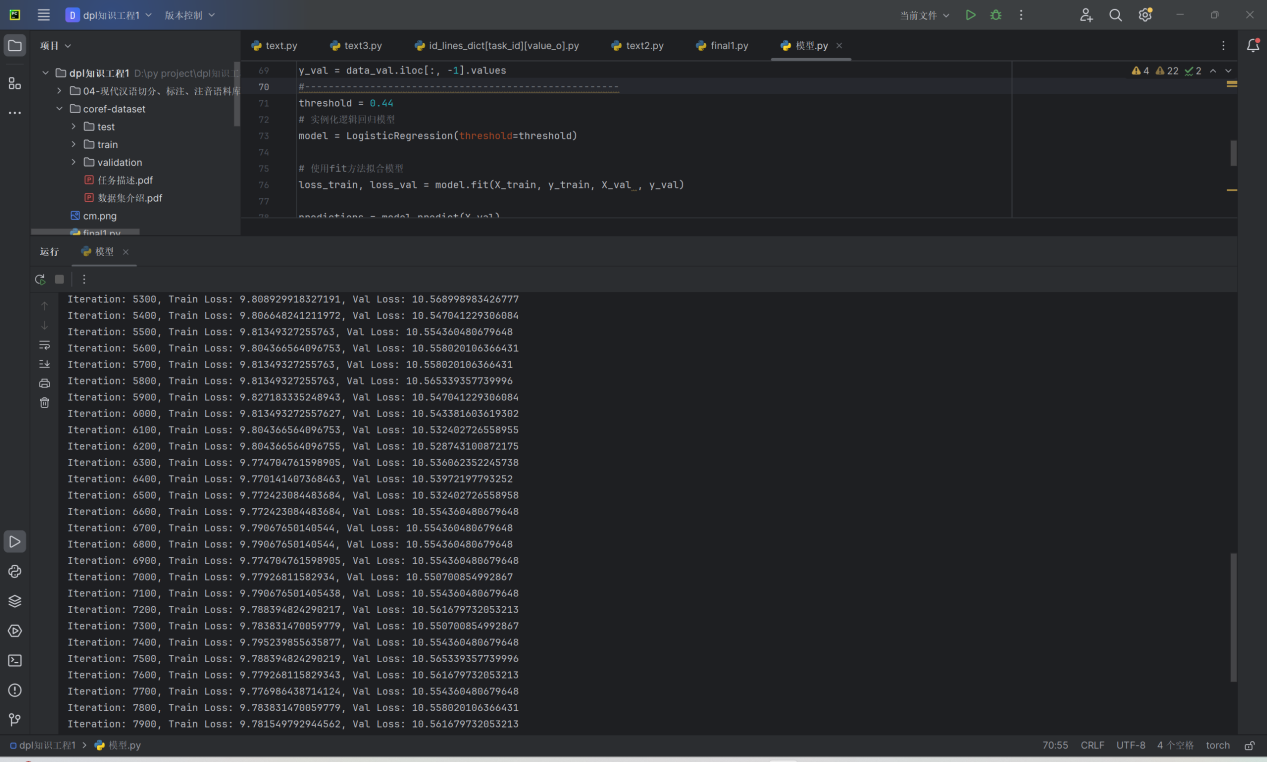 D dpl知识工程1 版本控制 当前文件
项目 text.py text3.py id_lines_dict[task_id][value_o].py text2.py final1.py 模型.py
dpl知识工程1 D:\py project\dpl知识工
04-现代汉语切分、标注、注音语料库
coref-dataset
test
train
validation
任务描述.pdf
数据集介绍.pdf
cm.png
final1.py
69 y_val = data_val.iloc[:, -1].values
4 22 2
70 #-----------------------------------------------------
71 threshold = 0.44
72 # 实例化逻辑回归模型
73 model = LogisticRegression(threshold=threshold)
74
75 # 使用fit方法拟合模型
76 loss_train, loss_val = model.fit(X_train, y_train, X_val_, y_val)
77
78 predictions = model.predict(X_val)
运行 模型
Iteration: 5300, Train Loss: 9.808929918327191, Val Loss: 10.568998983426777
Iteration: 5400, Train Loss: 9.806648241211972, Val Loss: 10.547041229306084
Iteration: 5500, Train Loss: 9.81349327255763, Val Loss: 10.554360480679648
Iteration: 5600, Train Loss: 9.804366564096753, Val Loss: 10.558020106366431
Iteration: 5700, Train Loss: 9.81349327255763, Val Loss: 10.558020106366431
Iteration: 5800, Train Loss: 9.81349327255763, Val Loss: 10.565339357739996
Iteration: 5900, Train Loss: 9.827183335248943, Val Loss: 10.547041229306084
Iteration: 6000, Train Loss: 9.813493272557627, Val Loss: 10.543381603619302
Iteration: 6100, Train Loss: 9.804366564096753, Val Loss: 10.532402726558955
Iteration: 6200, Train Loss: 9.804366564096755, Val Loss: 10.528743100872175
Iteration: 6300, Train Loss: 9.774704761598905, Val Loss: 10.536062352245738
Iteration: 6400, Train Loss: 9.770141407368463, Val Loss: 10.53972197793252
Iteration: 6500, Train Loss: 9.772423084483684, Val Loss: 10.532402726558958
Iteration: 6600, Train Loss: 9.772423084483684, Val Loss: 10.554360480679648
Iteration: 6700, Train Loss: 9.79067650140544, Val Loss: 10.554360480679648
Iteration: 6800, Train Loss: 9.79067650140544, Val Loss: 10.554360480679648
Iteration: 6900, Train Loss: 9.774704761598905, Val Loss: 10.554360480679648
Iteration: 7000, Train Loss: 9.77926811582934, Val Loss: 10.550700854992867
Iteration: 7100, Train Loss: 9.790676501405438, Val Loss: 10.554360480679648
Iteration: 7200, Train Loss: 9.788394824290217, Val Loss: 10.561679732053213
Iteration: 7300, Train Loss: 9.783831470059779, Val Loss: 10.550700854992867
Iteration: 7400, Train Loss: 9.795239855635877, Val Loss: 10.554360480679648
Iteration: 7500, Train Loss: 9.788394824290219, Val Loss: 10.565339357739996
Iteration: 7600, Train Loss: 9.779268115829343, Val Loss: 10.561679732053213
Iteration: 7700, Train Loss: 9.776986438714124, Val Loss: 10.554360480679648
Iteration: 7800, Train Loss: 9.783831470059779, Val Loss: 10.558020106366431
Iteration: 7900, Train Loss: 9.781549792944562, Val Loss: 10.561679732053213
dpl知识工程1 > 模型.py 70:55 CRLF UTF-8 4 个空格 torch